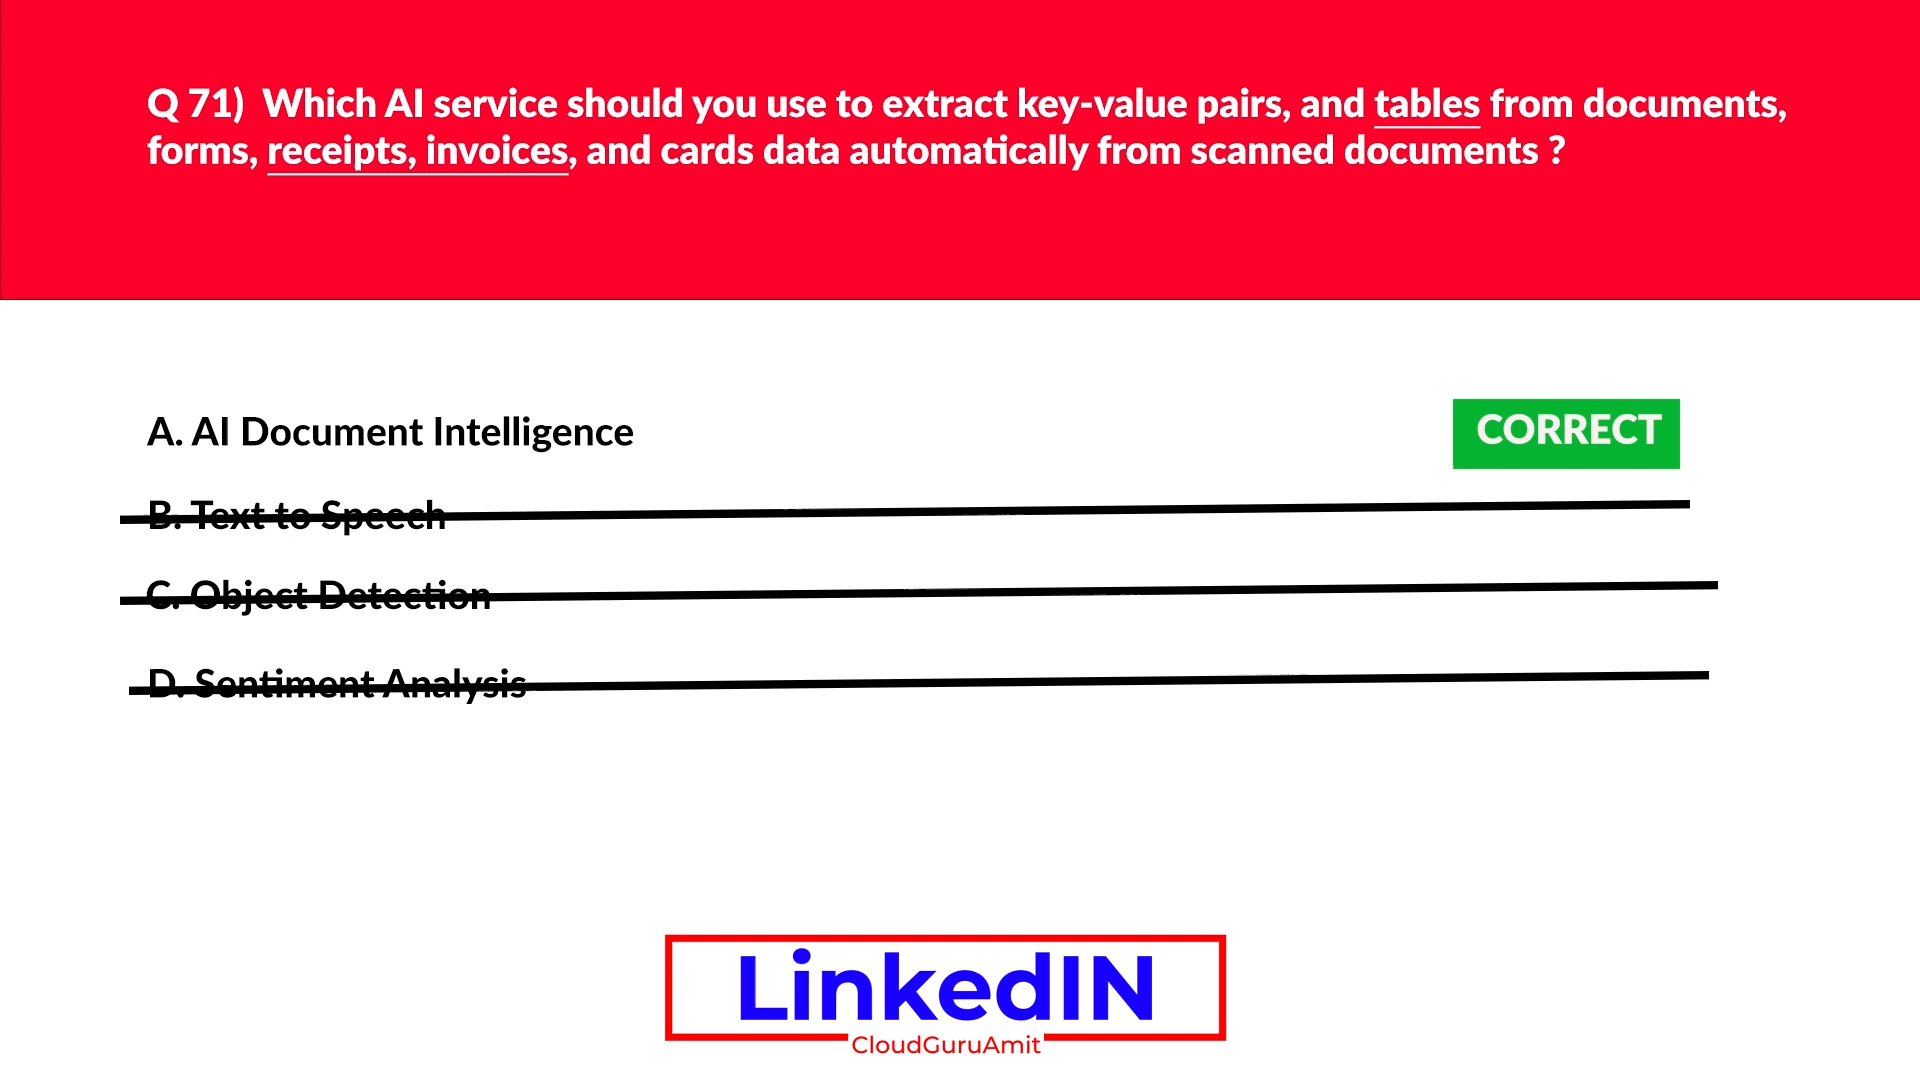 Q 71)  Which AI service should you use to extract key-value pairs, and tables from documents,
forms, receipts, invoices, and cards data automatically from scanned documents ?
A. AI Document Intelligence
CORRECT
B. Text to Speech
C. Object Detection
D. Sentiment Analysis
LinkedIN
CloudGuruAmit